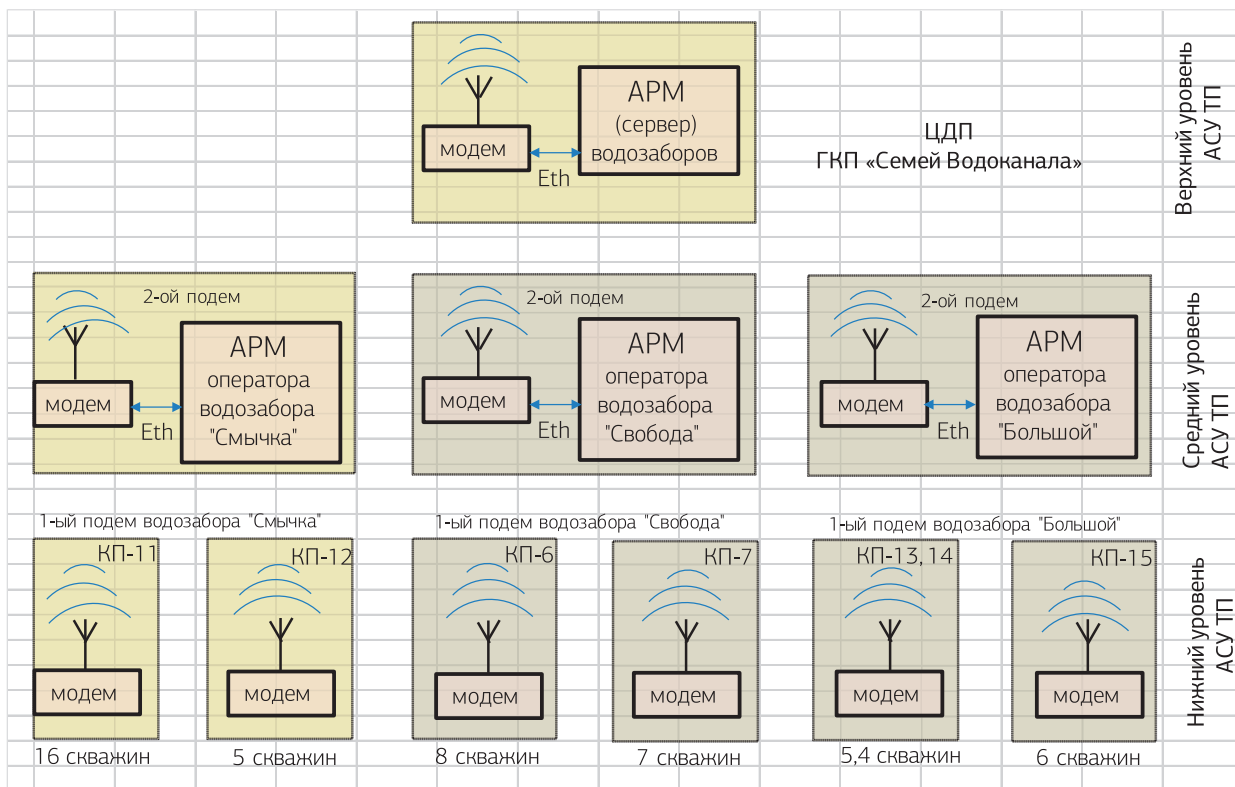 АРМ
(сервер)
водозаборов
модем
Eth
ЦДП
ГКП «Семей Водоканала»
Верхний уровень
АСУ ТП
2-ой подем
АРМ
оператора
водозабора
"Смычка"
модем
Eth
2-ой подем
АРМ
оператора
водозабора
"Свобода"
модем
Eth
2-ой подем
АРМ
оператора
водозабора
"Большой"
модем
Eth
Средний уровень
АСУ ТП
1-ый подем водозабора "Смычка"
1-ый подем водозабора "Свобода"
1-ый подем водозабора "Большой"
КП-11
модем
16 скважин
КП-12
модем
5 скважин
КП-6
модем
8 скважин
КП-7
модем
7 скважин
КП-13, 14
модем
5,4 скважин
КП-15
модем
6 скважин
Нижний уровень
АСУ ТП